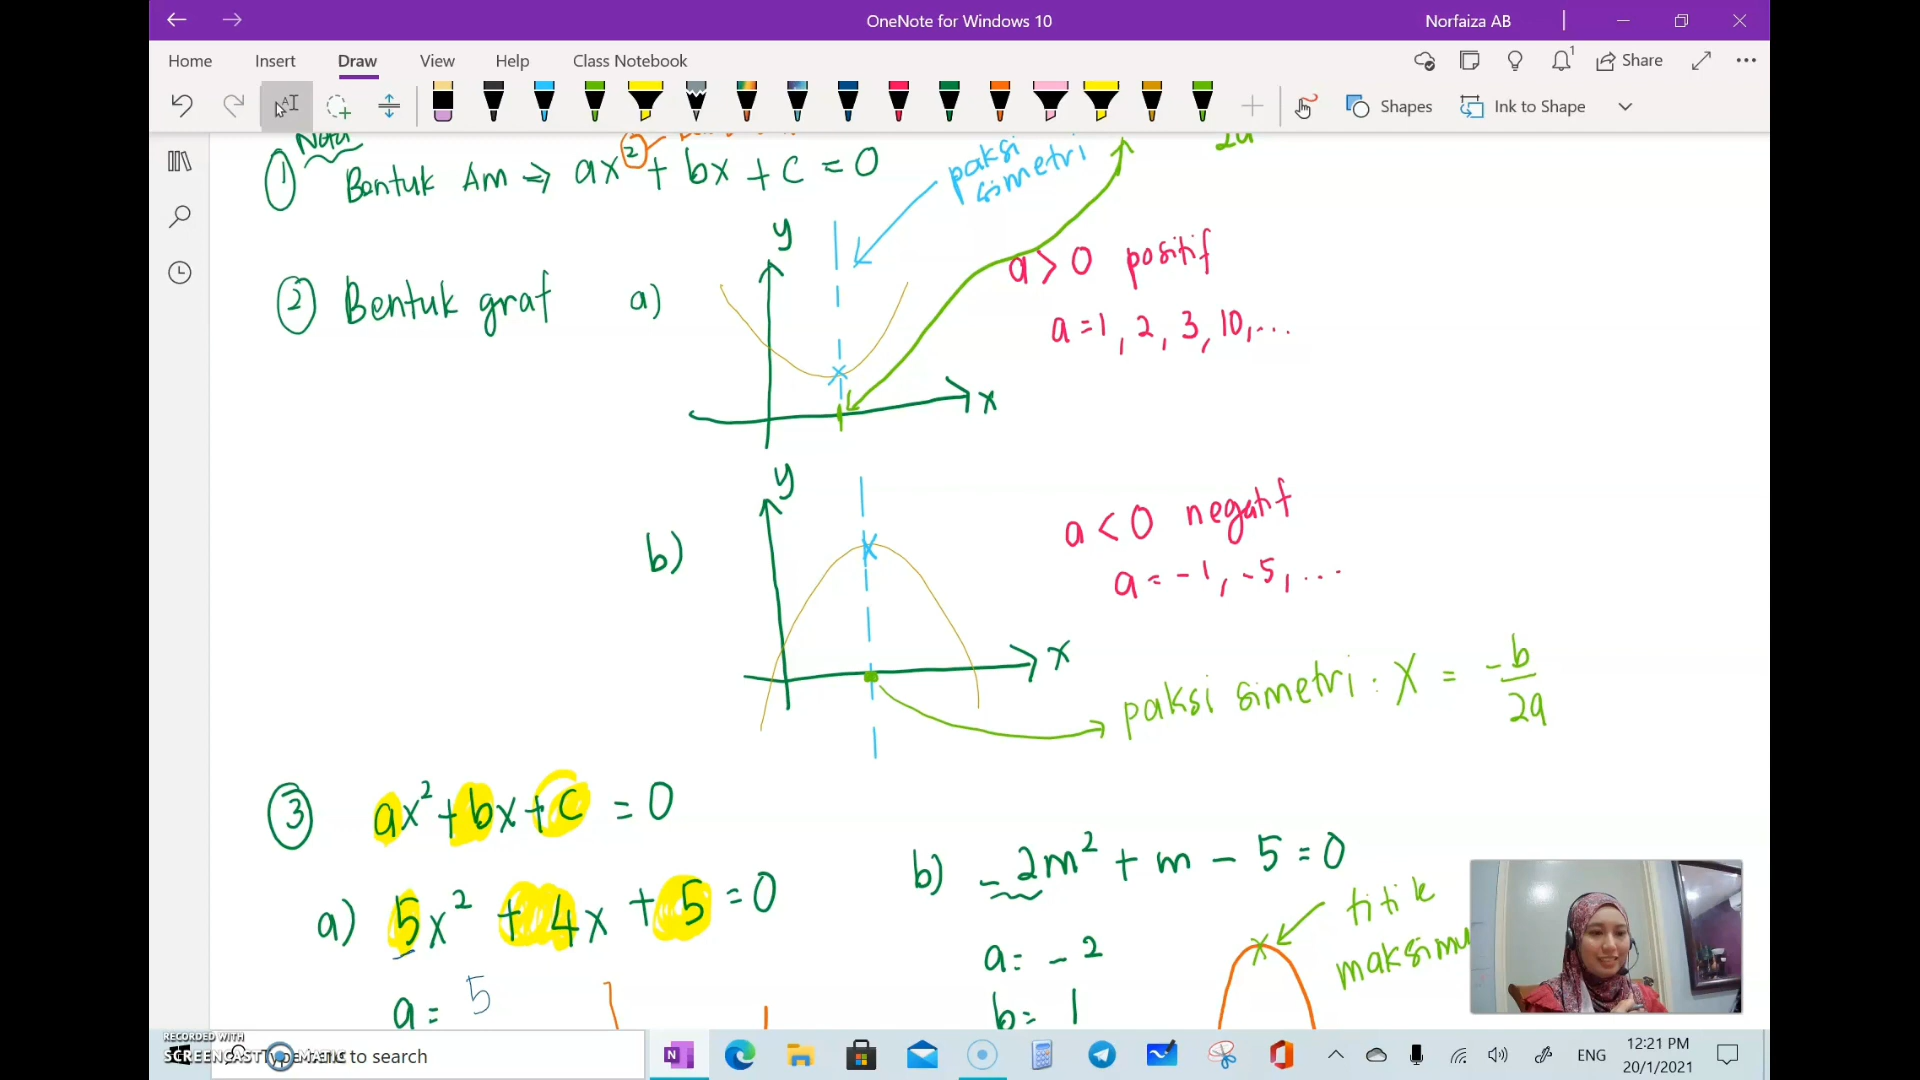 OneNote for Windows 10
Norfaiza AB
Home Insert Draw View Help Class Notebook
1 Share
Shapes Ink to Shape
Nota
2a
① Bentuk Am ⇒ ax² + bx + c = 0
paksi
simetri
② Bentuk graf a)
y
x
a > 0 positif
a = 1, 2, 3, 10, ...
b)
y
x
a < 0 negatif
a = -1, -5, ...
paksi simetri : x = -b/2a
③ ax² + bx + c = 0
a) 5x² + 4x + 5 = 0
a = 5
b) -2m² + m - 5 = 0
a = -2
b = 1
titik
RECORDED WITH
SCREENCAST-O-MATIC
to search
ENG
12:21 PM
20/1/2021